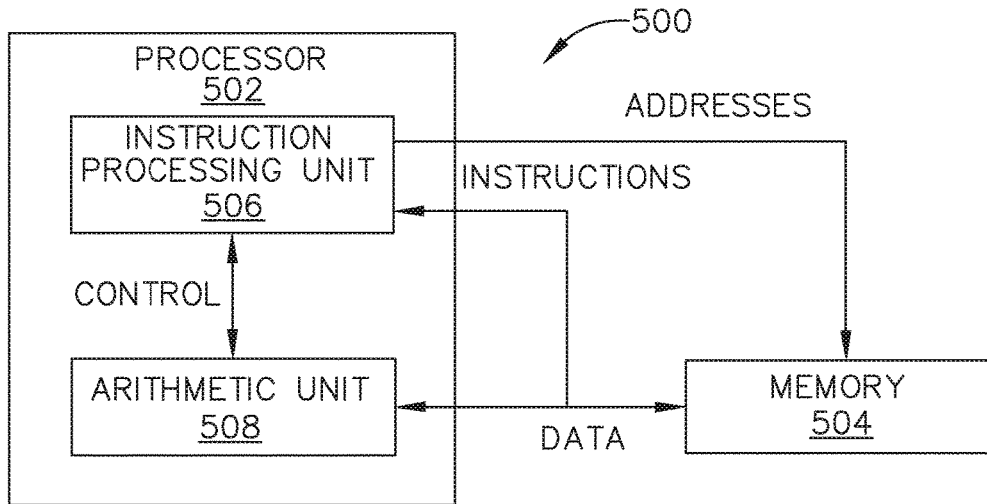 500
PROCESSOR
502
ADDRESSES
INSTRUCTION
PROCESSING UNIT
506
INSTRUCTIONS
CONTROL
ARITHMETIC UNIT
508
DATA
MEMORY
504